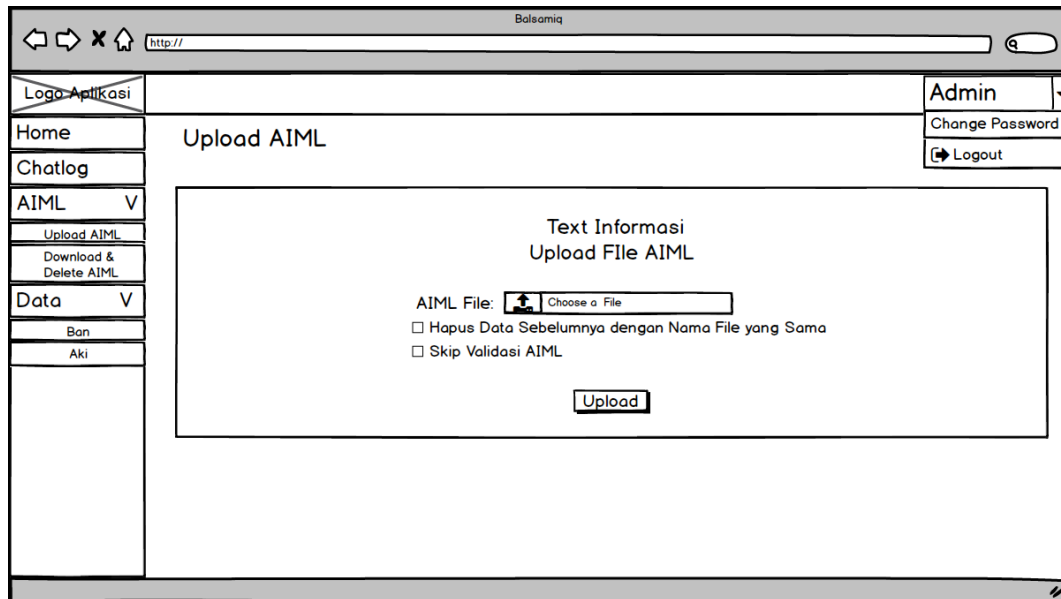 Balsamiq
http://
Logo Aplikasi
Admin
Change Password
Logout
Home
Chatlog
AIML V
Upload AIML
Download &
Delete AIML
Data V
Ban
Aki
Upload AIML
Text Informasi
Upload FIle AIML
AIML File: Choose a File
Hapus Data Sebelumnya dengan Nama File yang Sama
Skip Validasi AIML
Upload